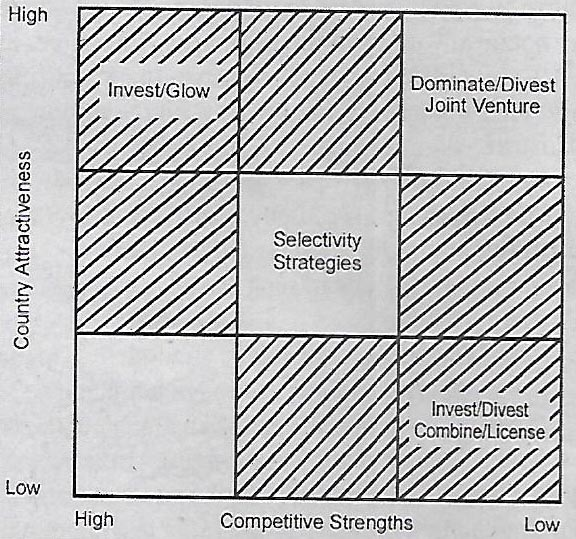 High
Invest/Glow
Dominate/Divest
Joint Venture
Country Attractiveness
Selectivity
Strategies
Invest/Divest
Combine/License
Low
High
Competitive Strengths
Low